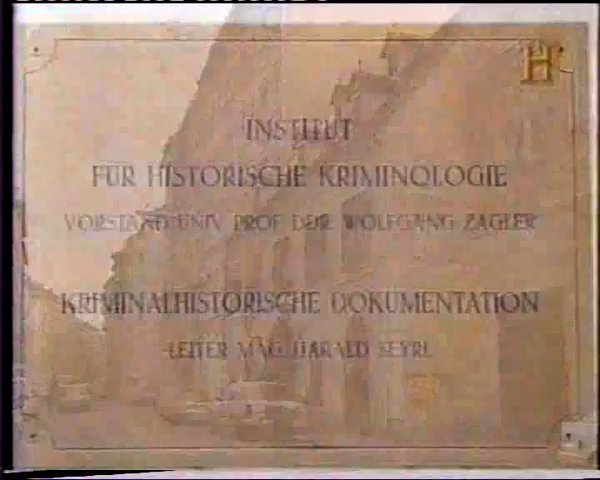 H
INSTITUT
FÜR HISTORISCHE KRIMINOLOGIE
VORSTAND UNIV PROF DDR WOLFGANG ZAGLER
KRIMINALHISTORISCHE DOKUMENTATION
LEITER MAG HARALD SEYRL